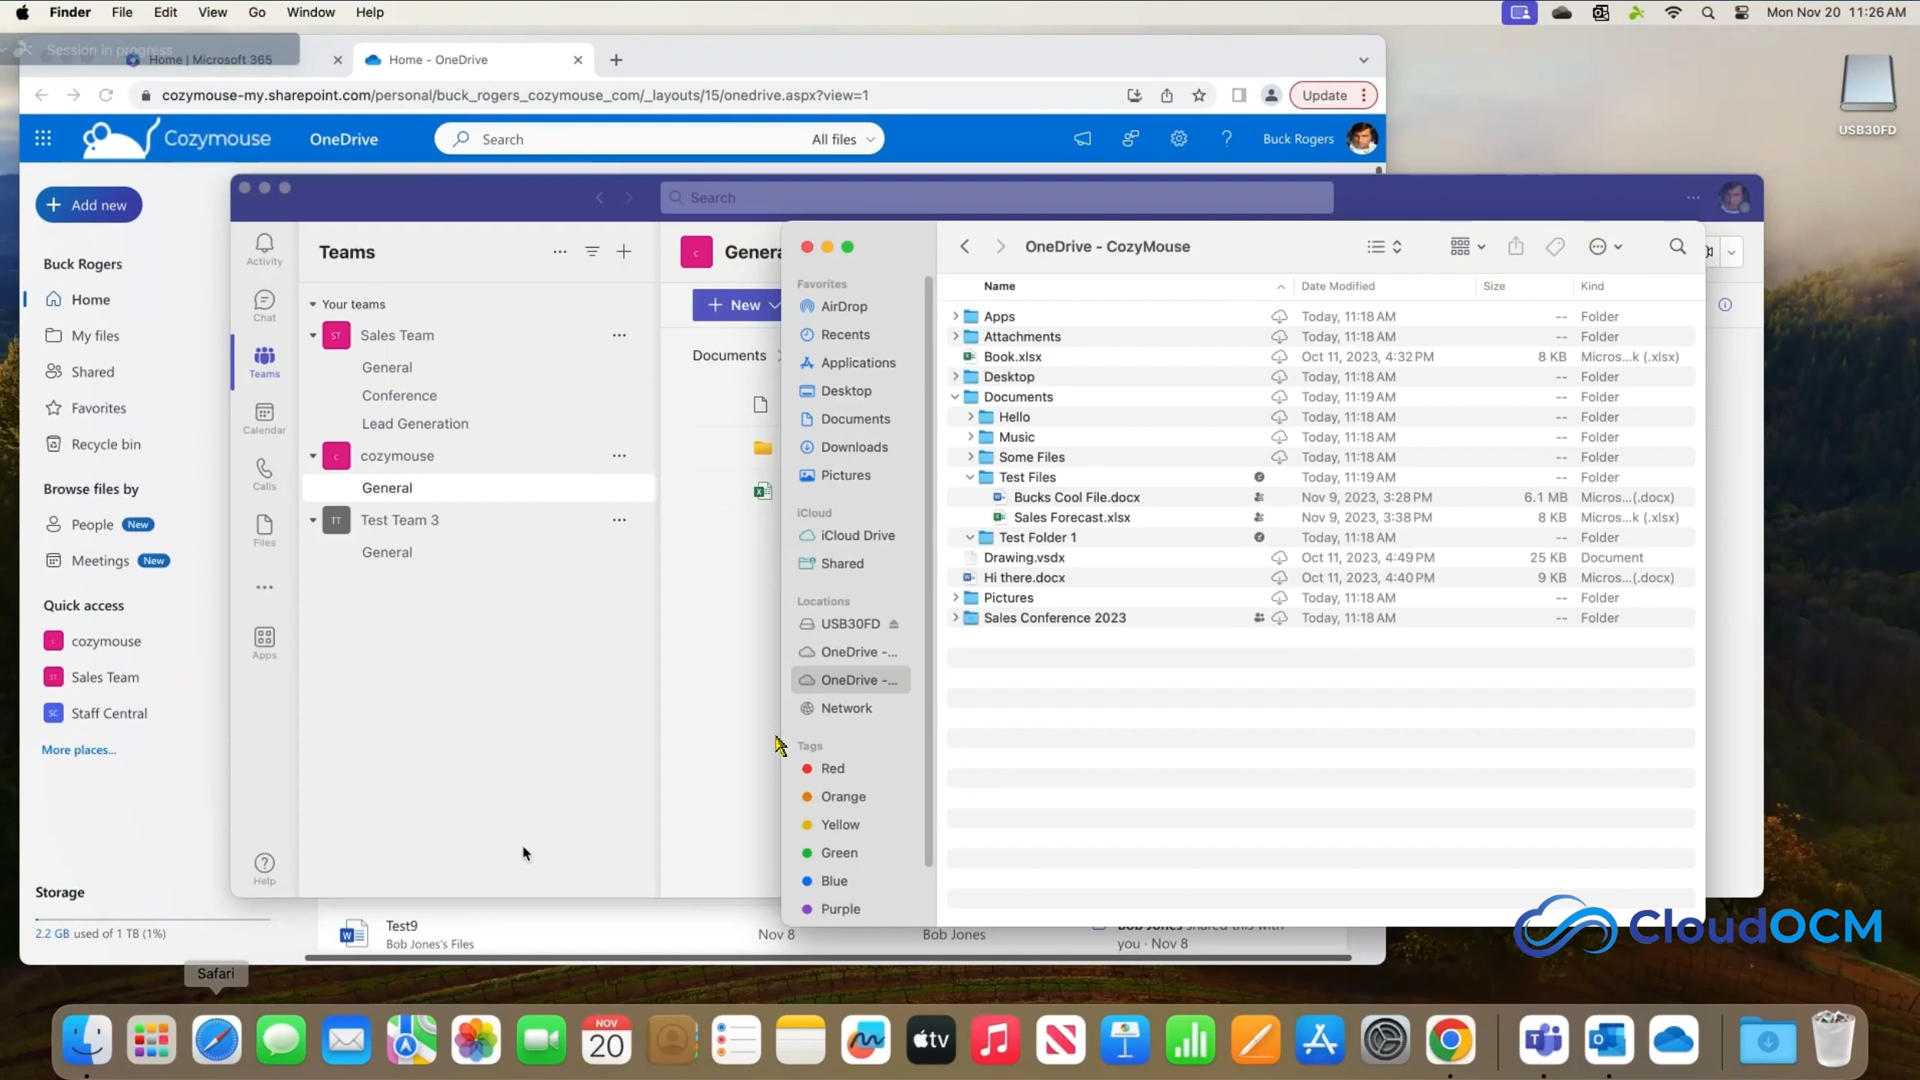 Finder File Edit View Go Window Help
Mon Nov 20 11:26 AM
Session in progress
Home | Microsoft 365
Home - OneDrive
cozymouse-my.sharepoint.com/personal/buck_rogers_cozymouse_com/_layouts/15/onedrive.aspx?view=1
Update
USB30FD
Cozymouse
OneDrive
Search
All files
Buck Rogers
Add new
Buck Rogers
Home
My files
Shared
Favorites
Recycle bin
Browse files by
People New
Meetings New
Quick access
cozymouse
Sales Team
SC Staff Central
More places...
Storage
2.2 GB used of 1 TB (1%)
Search
Activity
Chat
Teams
Calendar
Calls
Files
Apps
Help
Teams
Your teams
ST Sales Team
General
Conference
Lead Generation
c cozymouse
General
TT Test Team 3
General
c Genera
New
Documents
Favorites
AirDrop
Recents
Applications
Desktop
Documents
Downloads
Pictures
iCloud
iCloud Drive
Shared
Locations
USB30FD
OneDrive -...
OneDrive -...
Network
Tags
Red
Orange
Yellow
Green
Blue
Purple
OneDrive - CozyMouse
Name Date Modified Size Kind
Apps Today, 11:18 AM -- Folder
Attachments Today, 11:18 AM -- Folder
Book.xlsx Oct 11, 2023, 4:32 PM 8 KB Micros...k (.xlsx)
Desktop Today, 11:18 AM -- Folder
Documents Today, 11:19 AM -- Folder
Hello Today, 11:18 AM -- Folder
Music Today, 11:18 AM -- Folder
Some Files Today, 11:18 AM -- Folder
Test Files Today, 11:19 AM -- Folder
Bucks Cool File.docx Nov 9, 2023, 3:28 PM 6.1 MB Micros...(.docx)
Sales Forecast.xlsx Nov 9, 2023, 3:38 PM 8 KB Micros...k (.xlsx)
Test Folder 1 Today, 11:18 AM -- Folder
Drawing.vsdx Oct 11, 2023, 4:49 PM 25 KB Document
Hi there.docx Oct 11, 2023, 4:40 PM 9 KB Micros...(.docx)
Pictures Today, 11:18 AM -- Folder
Sales Conference 2023 Today, 11:18 AM -- Folder
Test9
Bob Jones's Files
Nov 8
Bob Jones
Bob Jones shared this with
you · Nov 8
CloudOCM
Safari
NOV
20
tv